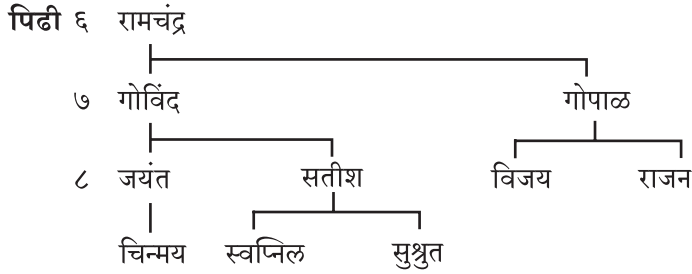 पिढी ६ रामचंद्र
७ गोविंद गोपाळ
८ जयंत सतीश विजय राजन
चिन्मय स्वप्निल सुश्रुत